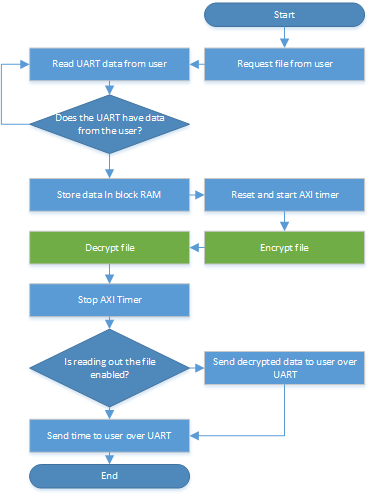 Start
Request file from user
Read UART data from user
Does the UART have data
from the user?
Store data In block RAM
Reset and start AXI timer
Encrypt file
Decrypt file
Stop AXI Timer
Is reading out the file
enabled?
Send decrypted data to user over
UART
Send time to user over UART
End